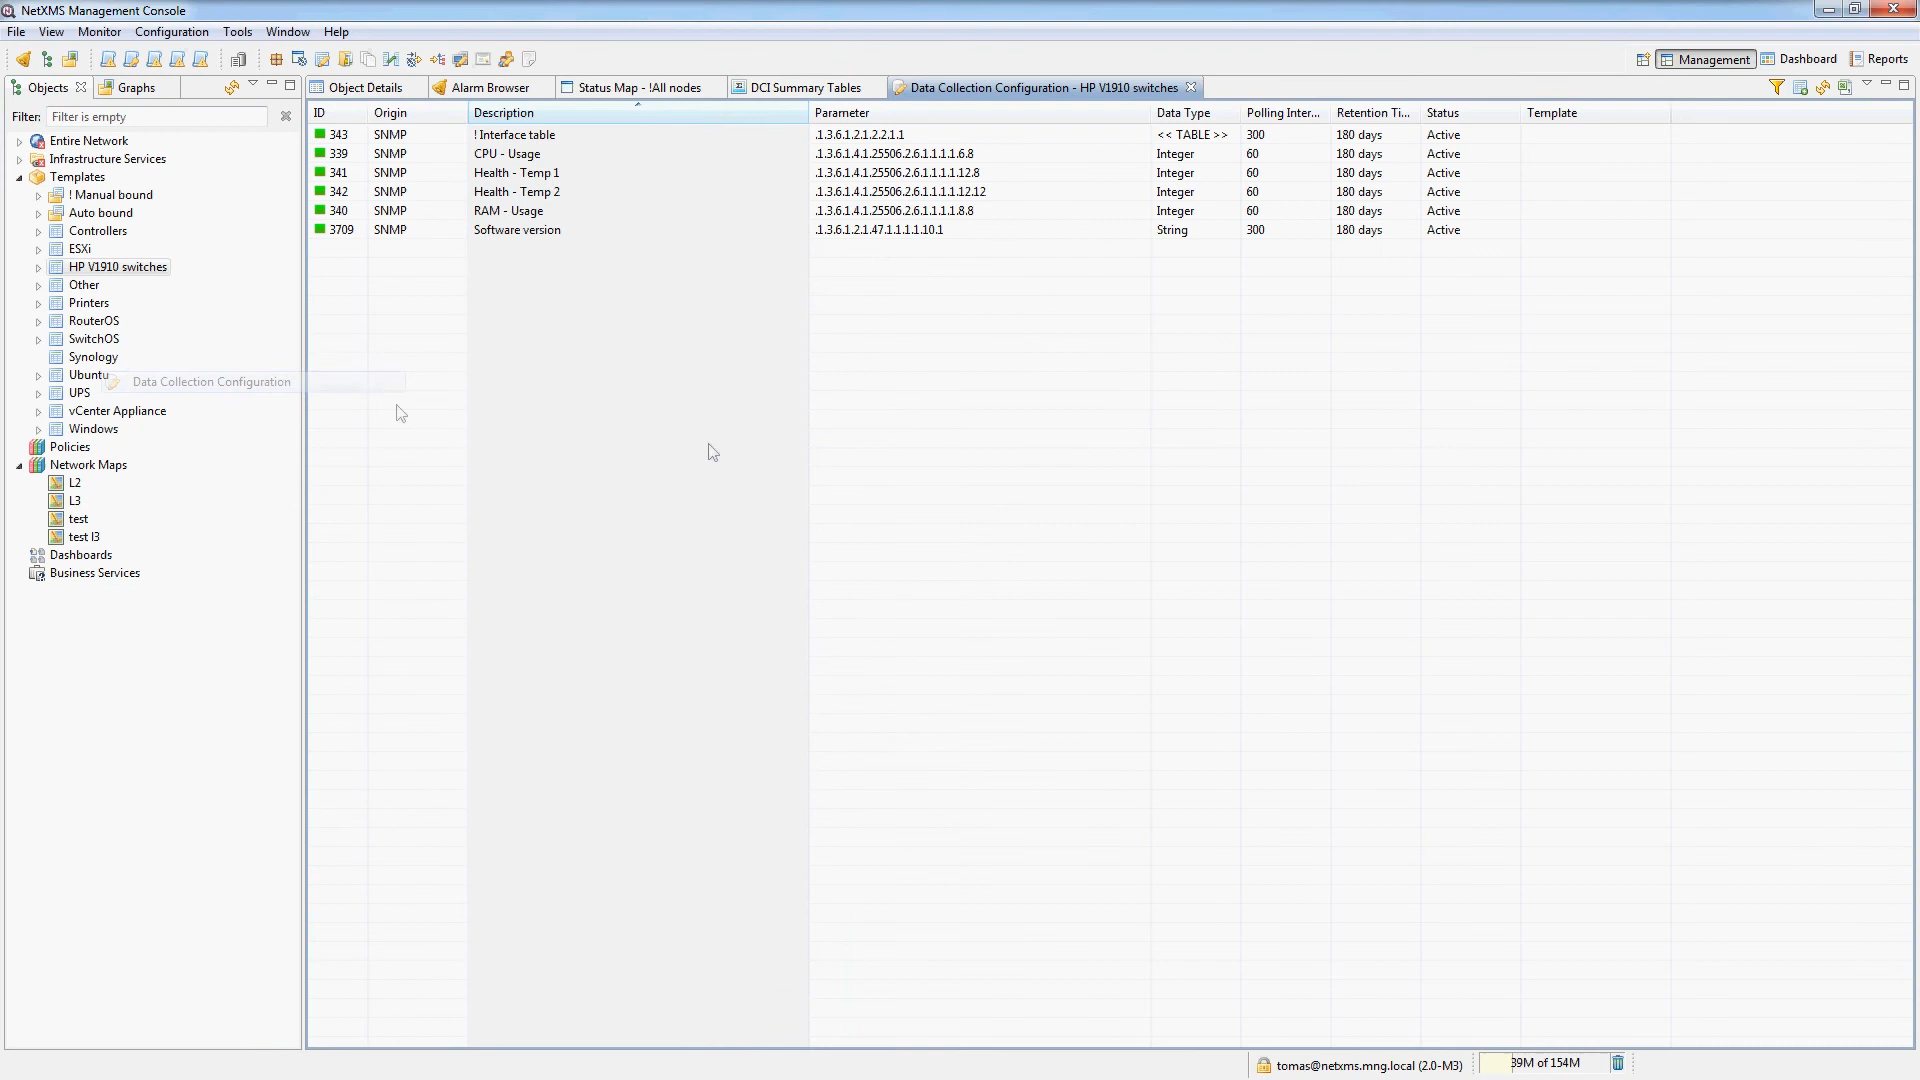 NetXMS Management Console
File View Monitor Configuration Tools Window Help
Management Dashboard Reports
Objects Graphs
Object Details Alarm Browser Status Map - !All nodes DCI Summary Tables Data Collection Configuration - HP V1910 switches
Filter: Filter is empty
Entire Network
Infrastructure Services
Templates
! Manual bound
Auto bound
Controllers
ESXi
HP V1910 switches
Other
Printers
RouterOS
SwitchOS
Synology
Ubuntu
Data Collection Configuration
UPS
vCenter Appliance
Windows
Policies
Network Maps
L2
L3
test
test l3
Dashboards
Business Services
ID Origin Description Parameter Data Type Polling Inter... Retention Ti... Status Template
343 SNMP ! Interface table .1.3.6.1.2.1.2.2.1.1 << TABLE >> 300 180 days Active
339 SNMP CPU - Usage .1.3.6.1.4.1.25506.2.6.1.1.1.1.6.8 Integer 60 180 days Active
341 SNMP Health - Temp 1 .1.3.6.1.4.1.25506.2.6.1.1.1.1.12.8 Integer 60 180 days Active
342 SNMP Health - Temp 2 .1.3.6.1.4.1.25506.2.6.1.1.1.1.12.12 Integer 60 180 days Active
340 SNMP RAM - Usage .1.3.6.1.4.1.25506.2.6.1.1.1.1.8.8 Integer 60 180 days Active
3709 SNMP Software version .1.3.6.1.2.1.47.1.1.1.1.10.1 String 300 180 days Active
tomas@netxms.mng.local (2.0-M3) 39M of 154M